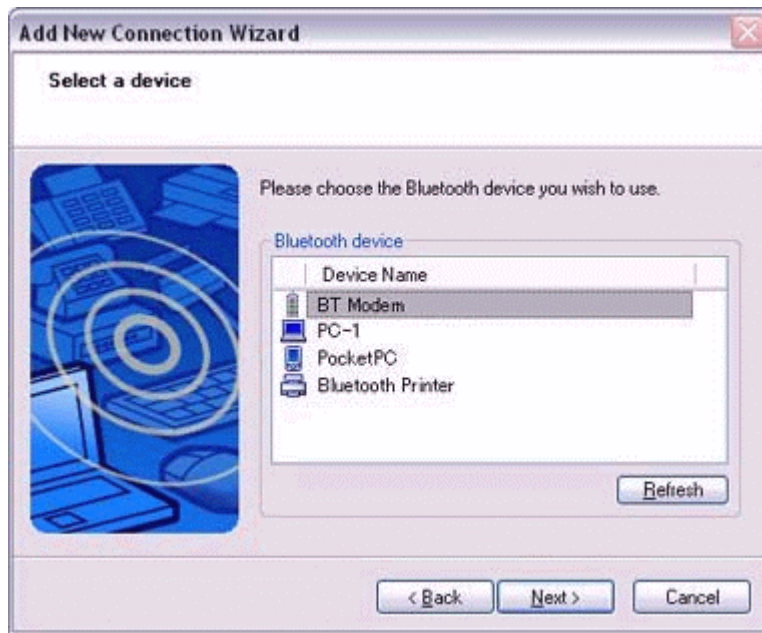 Add New Connection Wizard
Select a device
Please choose the Bluetooth device you wish to use.
Bluetooth device
Device Name
BT Modem
PC-1
PocketPC
Bluetooth Printer
Refresh
< Back Next > Cancel